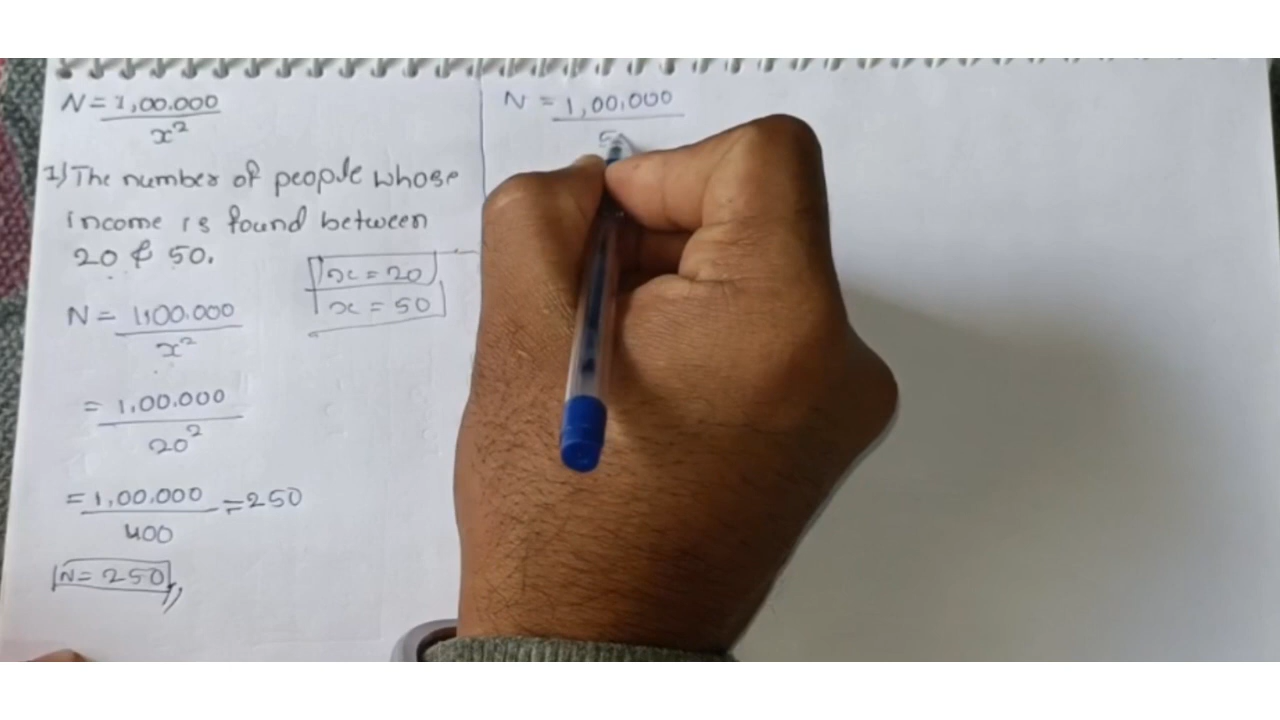 N = 1,00.000
x²
1) The number of people whose
income is found between
20 & 50.
x = 20
x = 50
N = 1,00.000
x²
= 1,00.000
20²
= 1,00.000 = 250
400
N = 250
N = 1,00,000
5